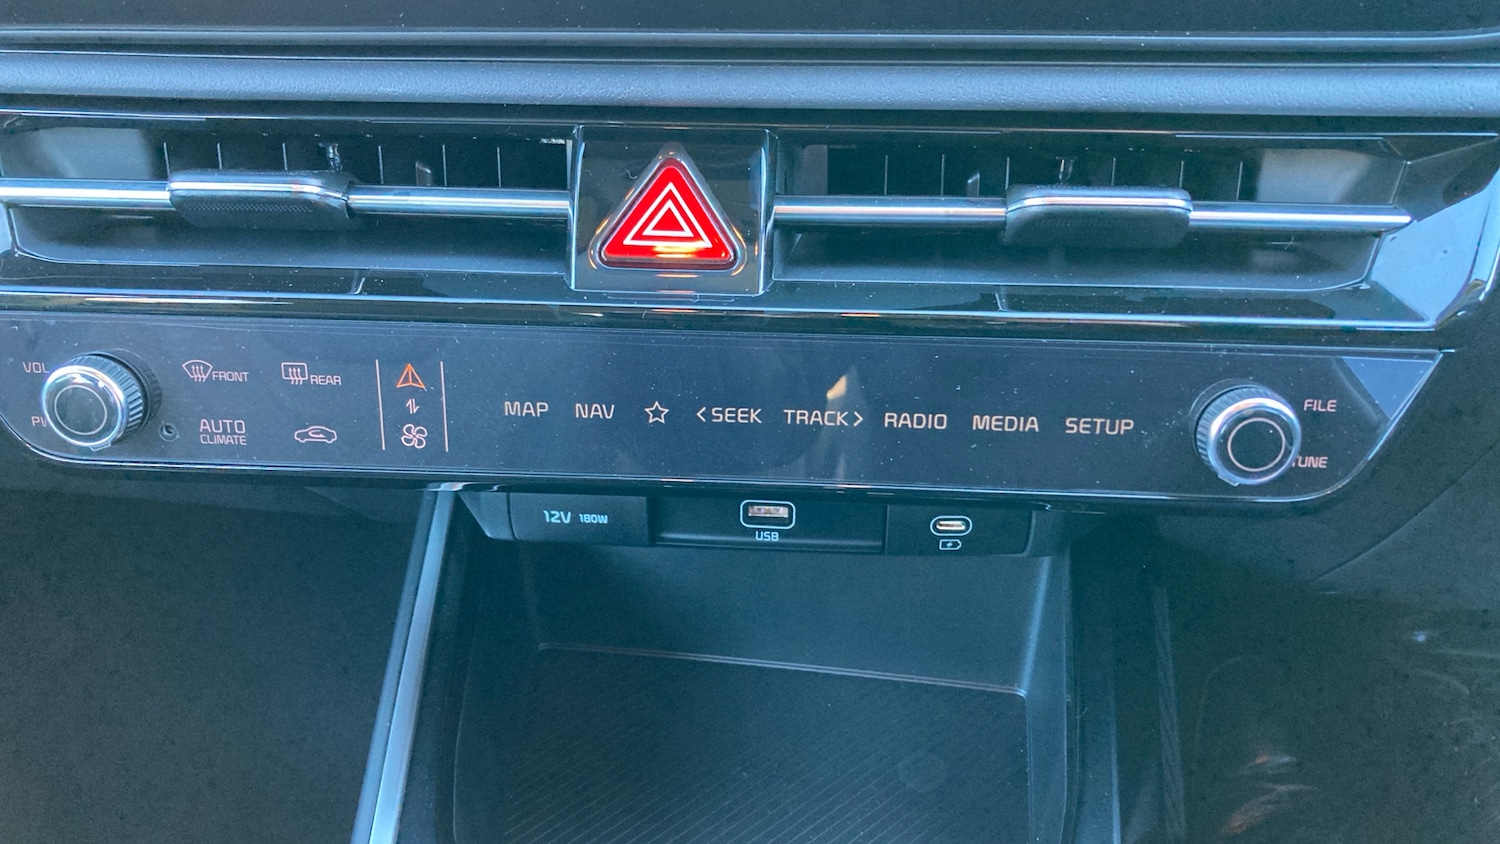 VOL
FRONT
REAR
AUTO
CLIMATE
MAP NAV < SEEK TRACK > RADIO MEDIA SETUP
FILE
TUNE
12V 180W
USB